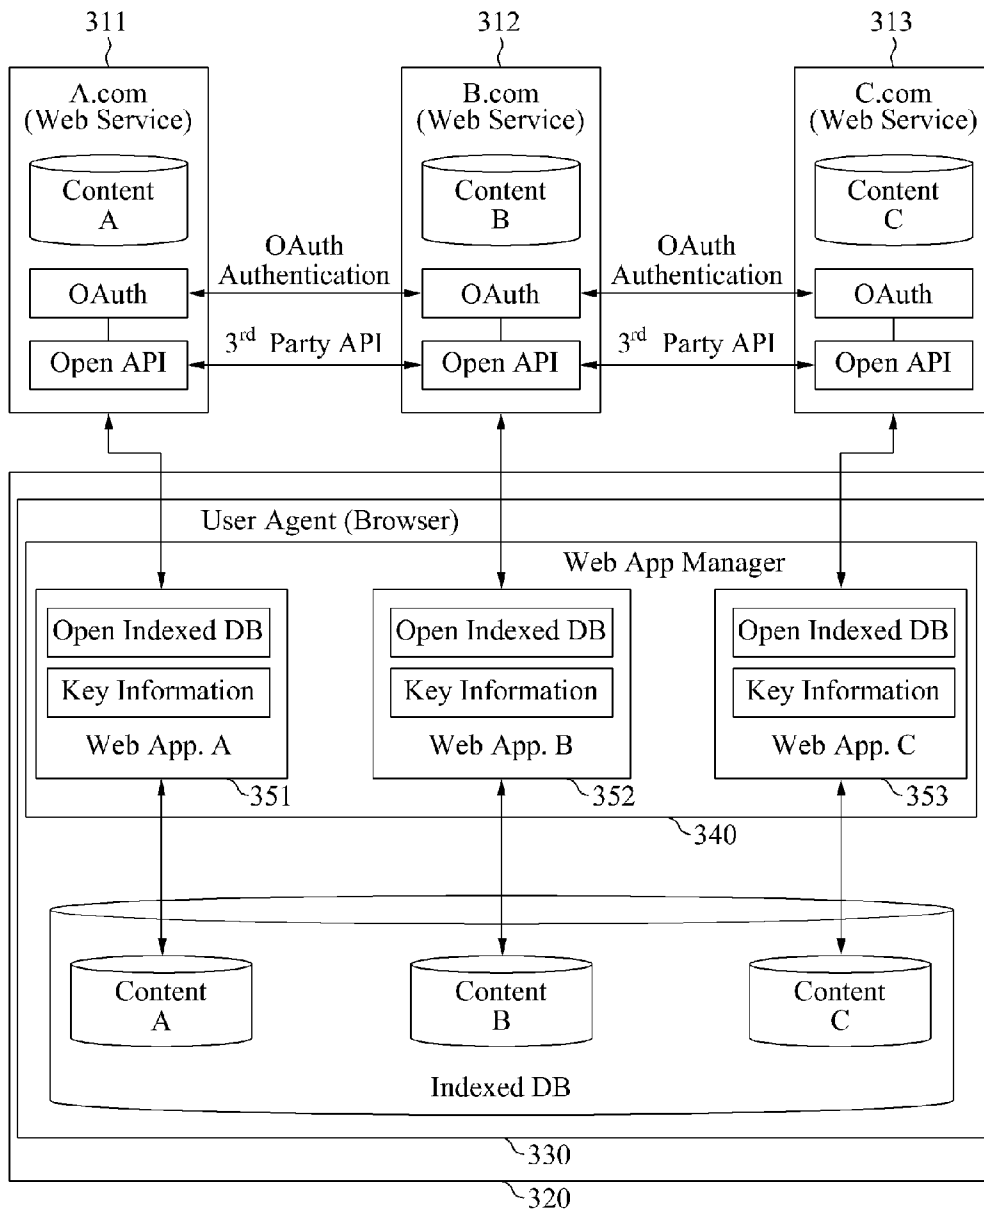 311
312
313
A.com
(Web Service)
B.com
(Web Service)
C.com
(Web Service)
Content
A
Content
B
Content
C
OAuth
Authentication
OAuth
Authentication
OAuth
OAuth
OAuth
3rd Party API
3rd Party API
Open API
Open API
Open API
User Agent (Browser)
Web App Manager
Open Indexed DB
Open Indexed DB
Open Indexed DB
Key Information
Key Information
Key Information
Web App. A
Web App. B
Web App. C
351
352
353
340
Content
A
Content
B
Content
C
Indexed DB
330
320